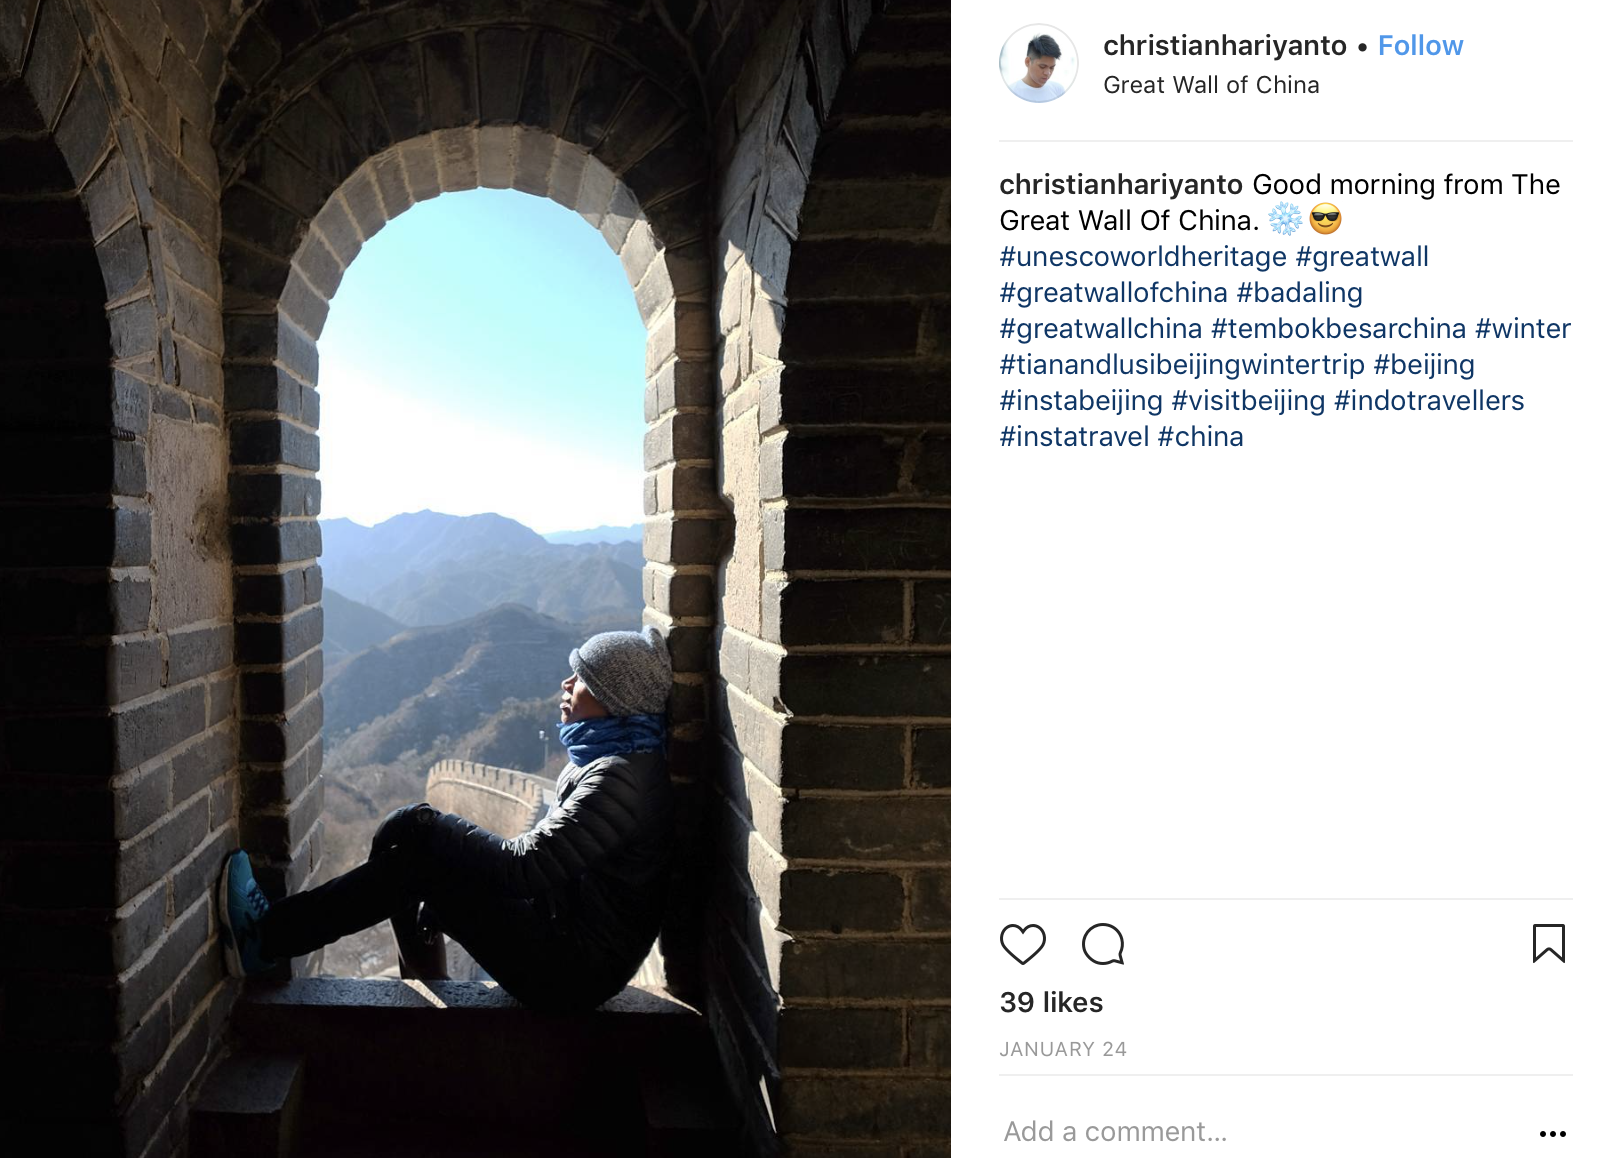 christianhariyanto • Follow
Great Wall of China
christianhariyanto Good morning from The
Great Wall Of China. ❄️😎
#unescoworldheritage #greatwall
#greatwallofchina #badaling
#greatwallchina #tembokbesarchina #winter
#tianandlusibeijingwintertrip #beijing
#instabeijing #visitbeijing #indotravellers
#instatravel #china
39 likes
JANUARY 24
Add a comment...